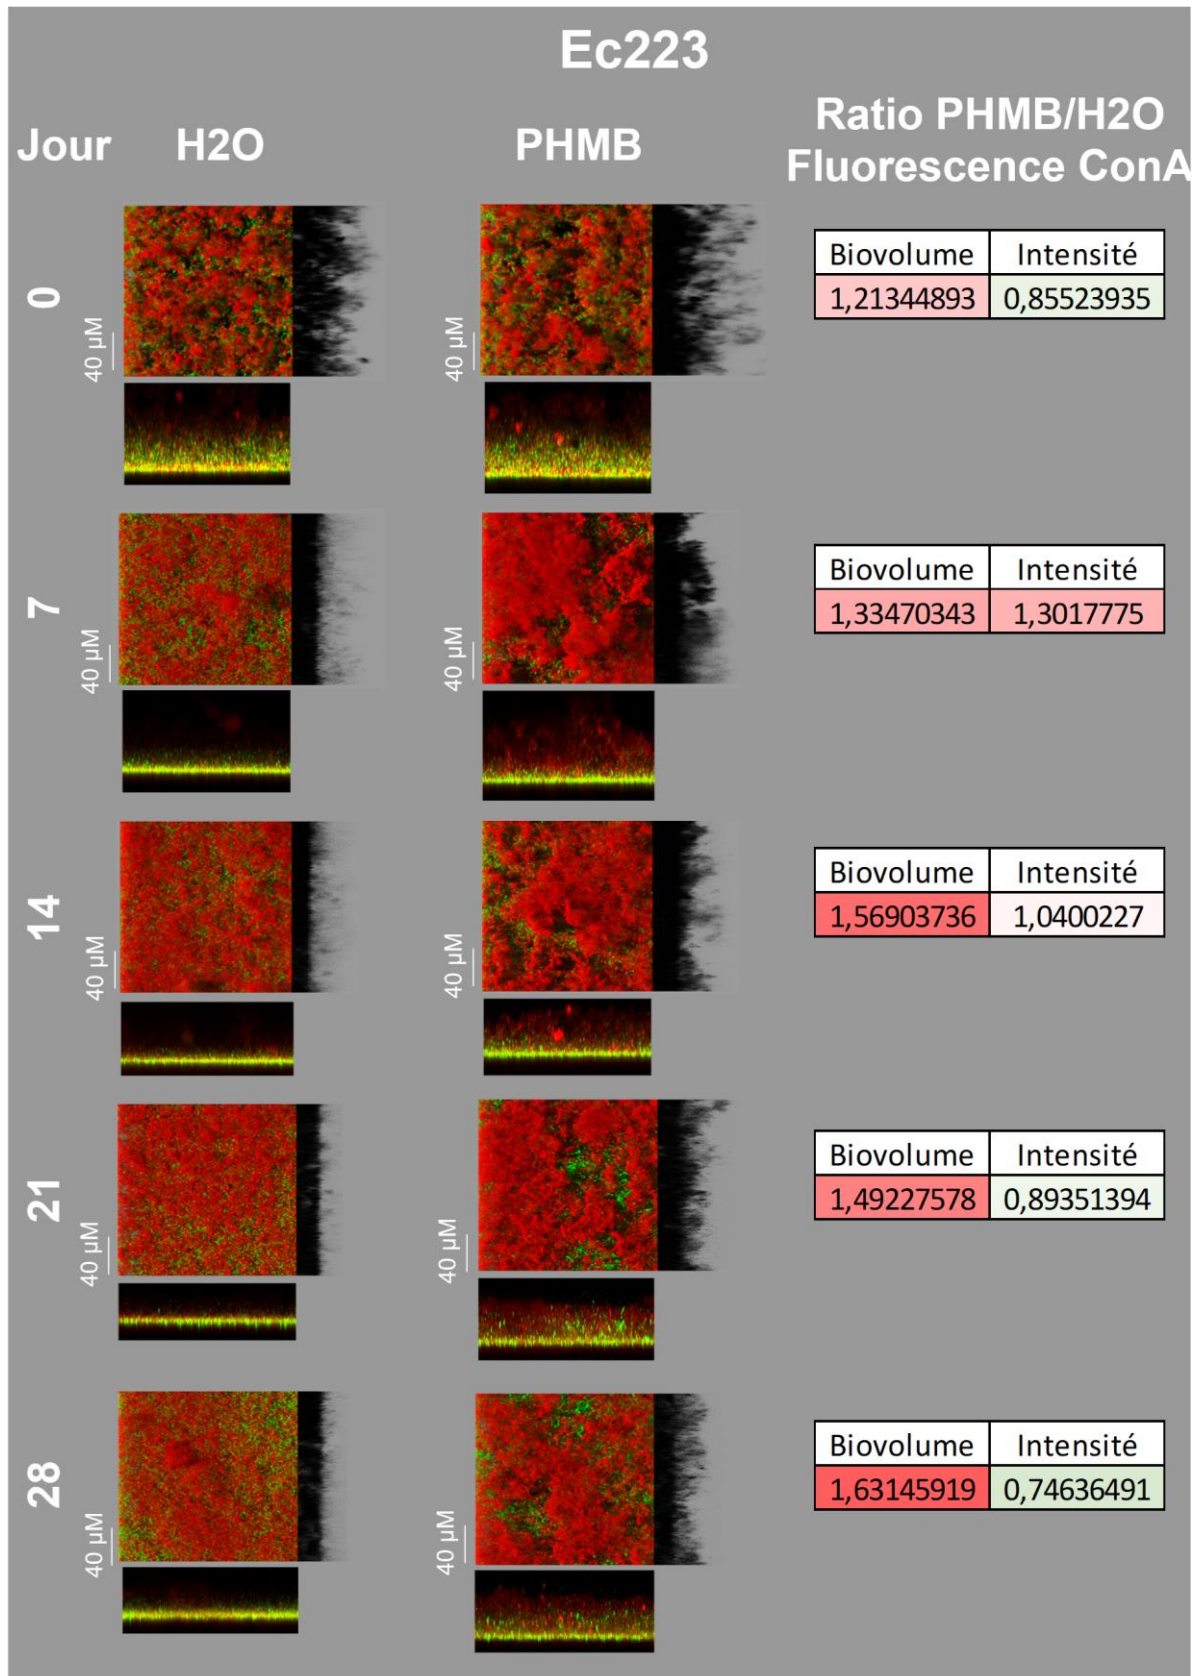 Ec223
Jour H2O PHMB Ratio PHMB/H2O
Fluorescence ConA
0
40 µM
40 µM
Biovolume Intensité
1,21344893 0,85523935
7
40 µM
40 µM
Biovolume Intensité
1,33470343 1,3017775
14
40 µM
40 µM
Biovolume Intensité
1,56903736 1,0400227
21
40 µM
40 µM
Biovolume Intensité
1,49227578 0,89351394
28
40 µM
40 µM
Biovolume Intensité
1,63145919 0,74636491